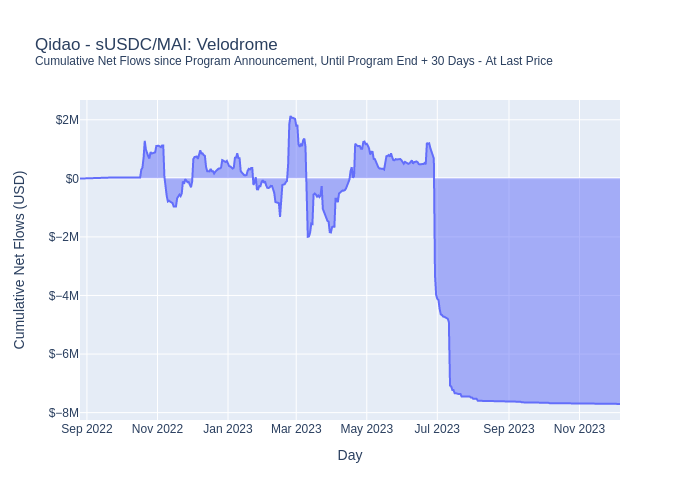 Qidao - sUSDC/MAI: Velodrome
Cumulative Net Flows since Program Announcement, Until Program End + 30 Days - At Last Price
Cumulative Net Flows (USD)
$2M
$0
$−2M
$−4M
$−6M
$−8M
Sep 2022
Nov 2022
Jan 2023
Mar 2023
May 2023
Jul 2023
Sep 2023
Nov 2023
Day